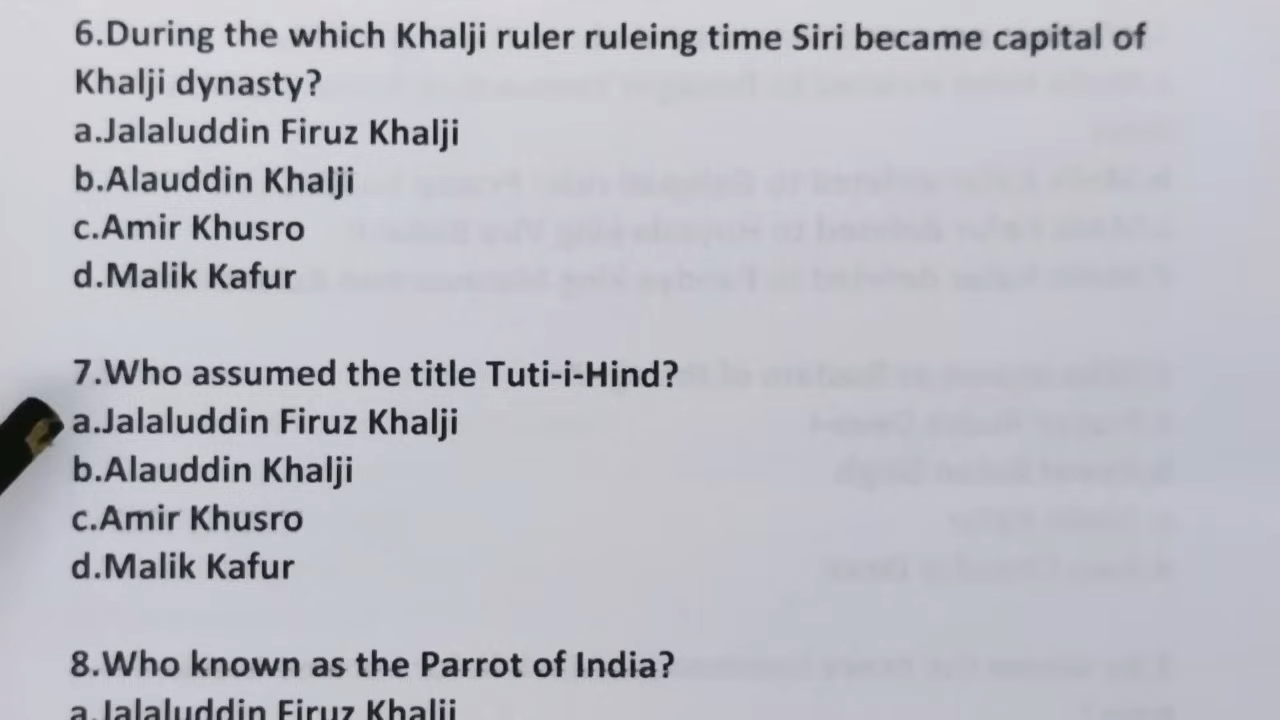 6.During the which Khalji ruler ruleing time Siri became capital of
Khalji dynasty?
a.Jalaluddin Firuz Khalji
b.Alauddin Khalji
c.Amir Khusro
d.Malik Kafur
7.Who assumed the title Tuti-i-Hind?
a.Jalaluddin Firuz Khalji
b.Alauddin Khalji
c.Amir Khusro
d.Malik Kafur
8.Who known as the Parrot of India?
a.Jalaluddin Firuz Khalji